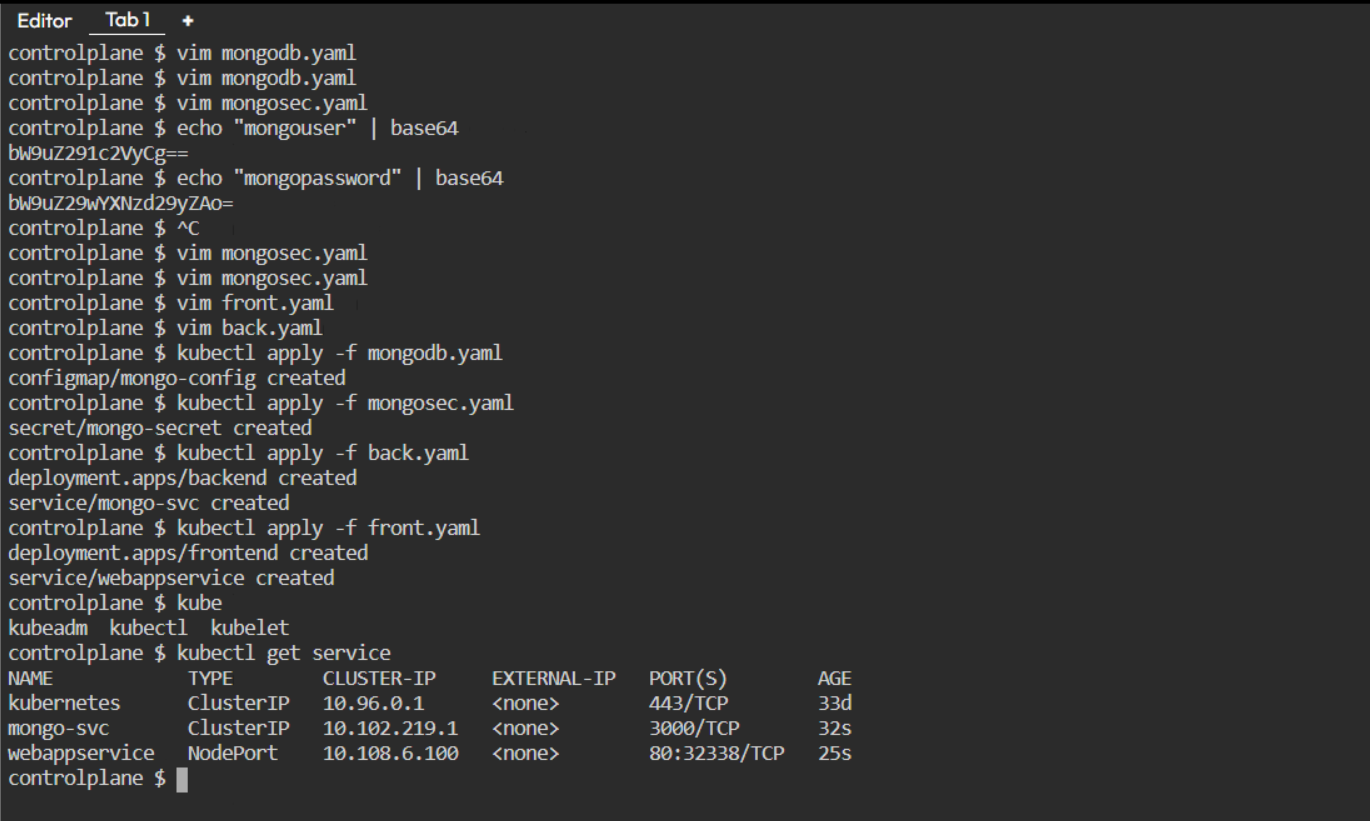 Editor Tab 1 +
controlplane $ vim mongodb.yaml
controlplane $ vim mongodb.yaml
controlplane $ vim mongosec.yaml
controlplane $ echo "mongouser" | base64
bW9uZ291c2VyCg==
controlplane $ echo "mongopassword" | base64
bW9uZ29wYXNzd29yZAo=
controlplane $ ^C
controlplane $ vim mongosec.yaml
controlplane $ vim mongosec.yaml
controlplane $ vim front.yaml
controlplane $ vim back.yaml
controlplane $ kubectl apply -f mongodb.yaml
configmap/mongo-config created
controlplane $ kubectl apply -f mongosec.yaml
secret/mongo-secret created
controlplane $ kubectl apply -f back.yaml
deployment.apps/backend created
service/mongo-svc created
controlplane $ kubectl apply -f front.yaml
deployment.apps/frontend created
service/webappservice created
controlplane $ kube
kubeadm kubectl kubelet
controlplane $ kubectl get service
NAME TYPE CLUSTER-IP EXTERNAL-IP PORT(S) AGE
kubernetes ClusterIP 10.96.0.1 <none> 443/TCP 33d
mongo-svc ClusterIP 10.102.219.1 <none> 3000/TCP 32s
webappservice NodePort 10.108.6.100 <none> 80:32338/TCP 25s
controlplane $